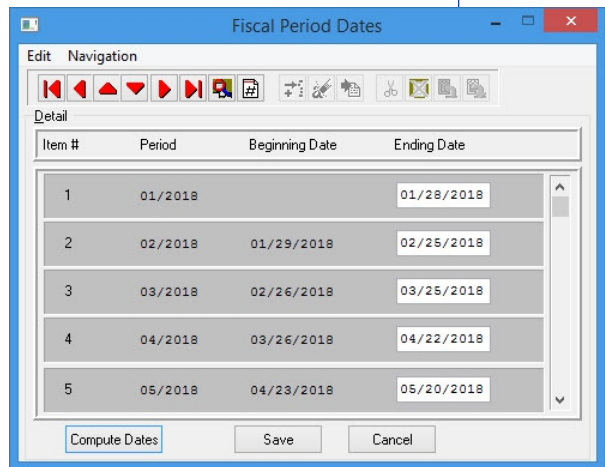 Fiscal Period Dates
Edit Navigation
Detail
Item # Period Beginning Date Ending Date
1 01/2018 01/28/2018
2 02/2018 01/29/2018 02/25/2018
3 03/2018 02/26/2018 03/25/2018
4 04/2018 03/26/2018 04/22/2018
5 05/2018 04/23/2018 05/20/2018
Compute Dates Save Cancel